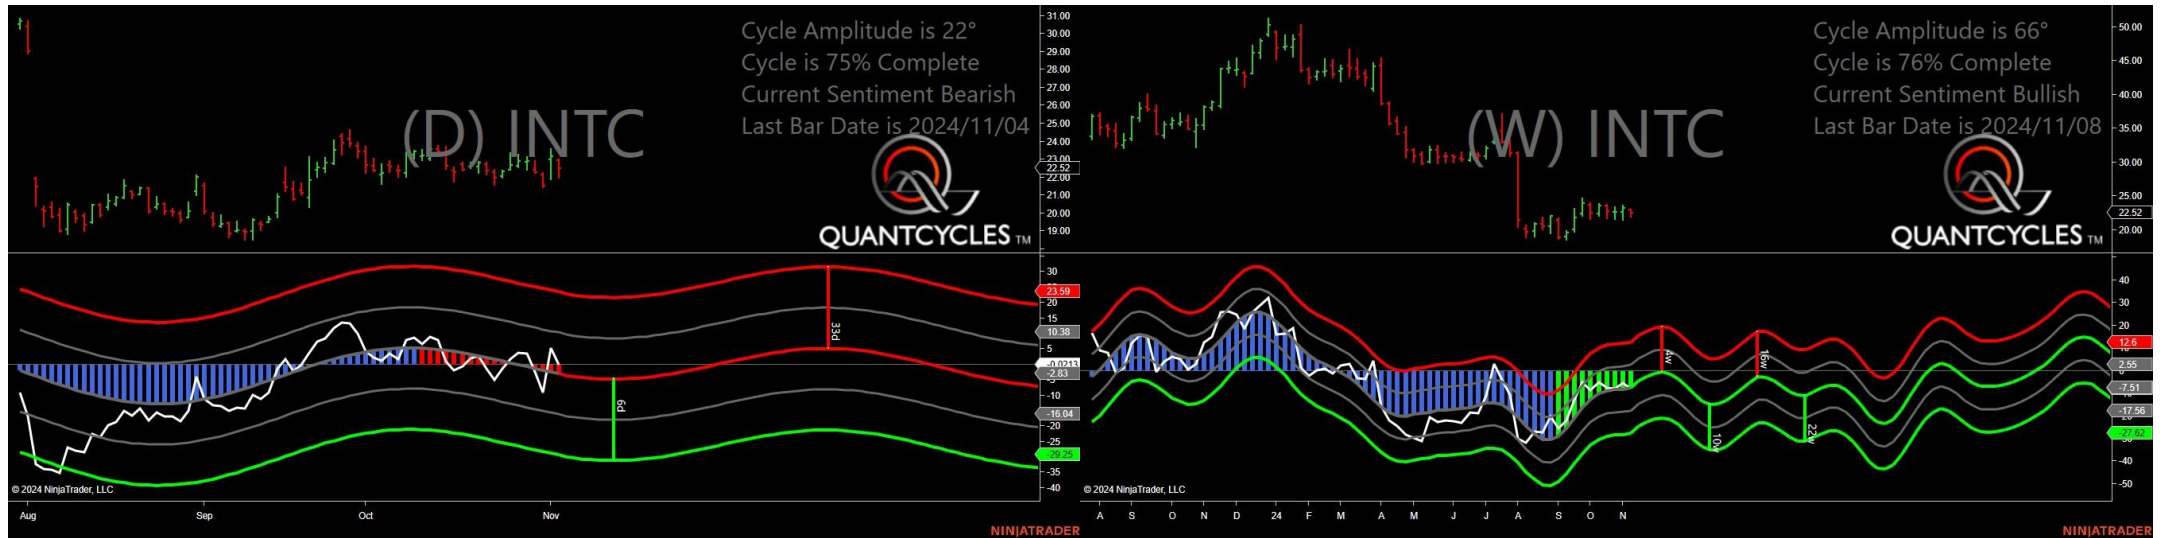 Cycle Amplitude is 22°
Cycle is 75% Complete
Current Sentiment Bearish
Last Bar Date is 2024/11/04
(D) INTC
QUANTCYCLES TM
31.00
30.00
29.00
28.00
27.00
26.00
25.00
24.00
23.00
22.52
22.00
21.00
20.00
19.00
30
23.59
20
15
10.38
5
-0.0213
-2.83
-5
-10
-16.04
-20
-25
-29.25
-35
-40
33d
6d
© 2024 NinjaTrader, LLC
Aug Sep Oct Nov
NINJATRADER
Cycle Amplitude is 66°
Cycle is 76% Complete
Current Sentiment Bullish
Last Bar Date is 2024/11/08
(W) INTC
QUANTCYCLES TM
50.00
45.00
40.00
35.00
30.00
25.00
22.52
20.00
40
30
20
12.6
2.55
0
-7.51
-17.56
-27.62
-40
-50
4w
16w
10w
22w
© 2024 NinjaTrader, LLC
A S O N D 24 F M A M J J A S O N
NINJATRADER